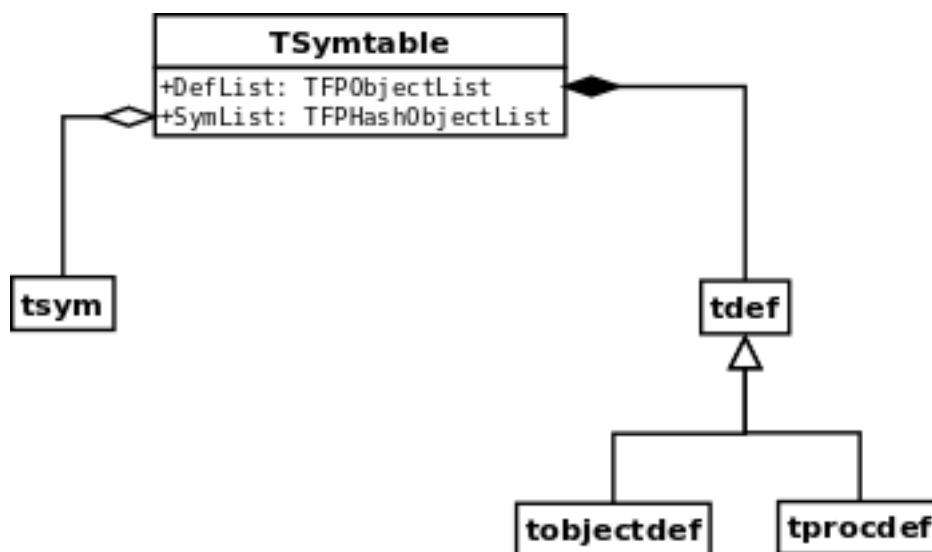 TSymtable
+DefList: TFPObjectList
+SymList: TFPHashObjectList
tsym
tdef
tobjectdef
tprocdef